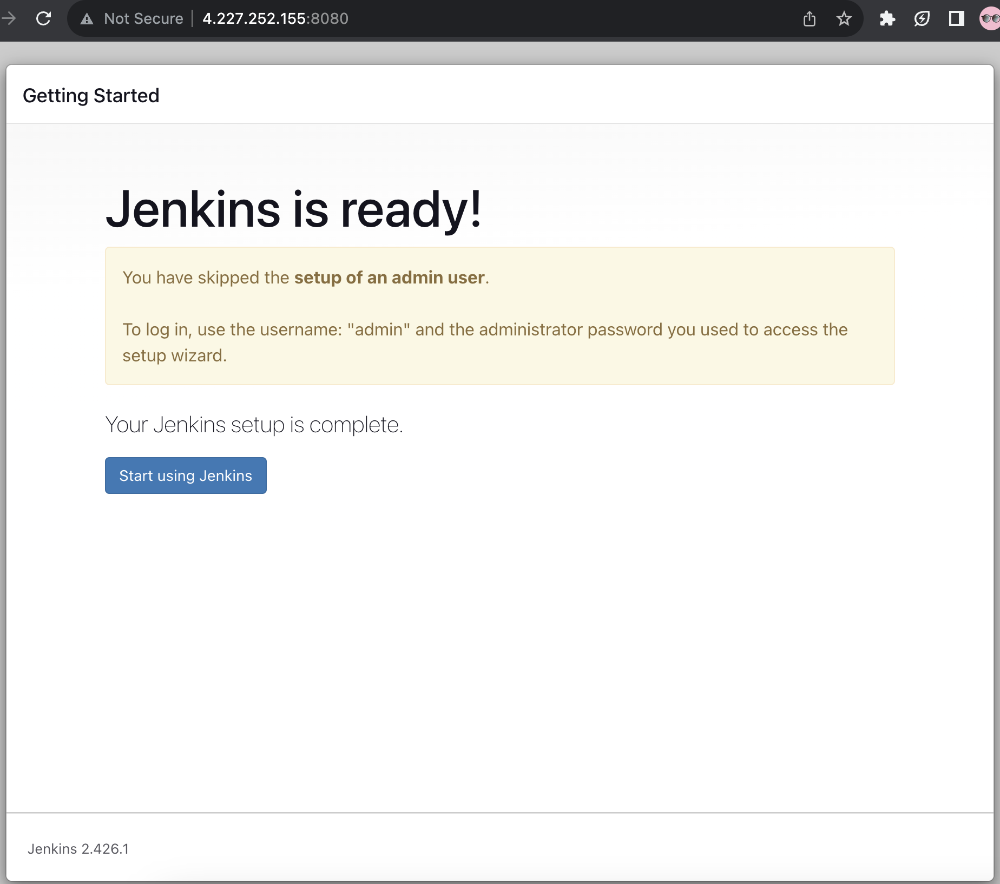 Not Secure 4.227.252.155:8080
Getting Started
Jenkins is ready!
You have skipped the setup of an admin user.
To log in, use the username: "admin" and the administrator password you used to access the
setup wizard.
Your Jenkins setup is complete.
Start using Jenkins
Jenkins 2.426.1